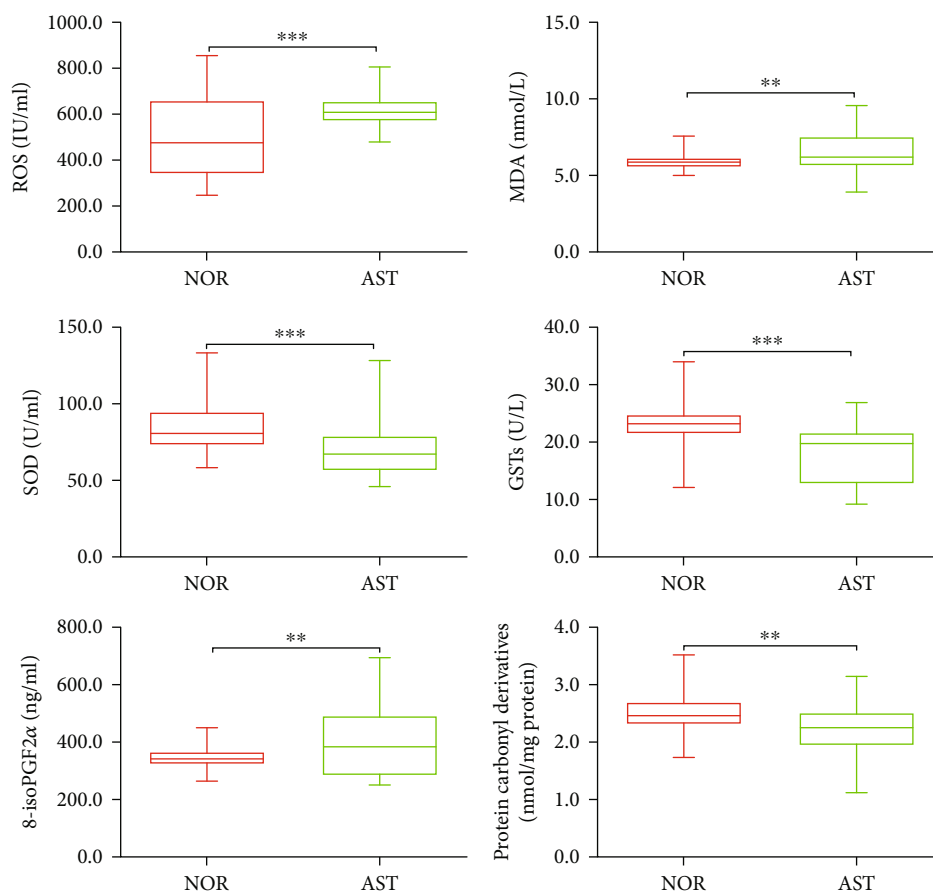 ROS (IU/ml)
1000.0
800.0
600.0
400.0
200.0
0.0
***
NOR
AST
MDA (nmol/L)
15.0
10.0
5.0
0.0
**
NOR
AST
SOD (U/ml)
150.0
100.0
50.0
0.0
***
NOR
AST
GSTs (U/L)
40.0
30.0
20.0
10.0
0.0
***
NOR
AST
8-isoPGF2α (ng/ml)
800.0
600.0
400.0
200.0
0.0
**
NOR
AST
Protein carbonyl derivatives
(nmol/mg protein)
4.0
3.0
2.0
1.0
0.0
**
NOR
AST